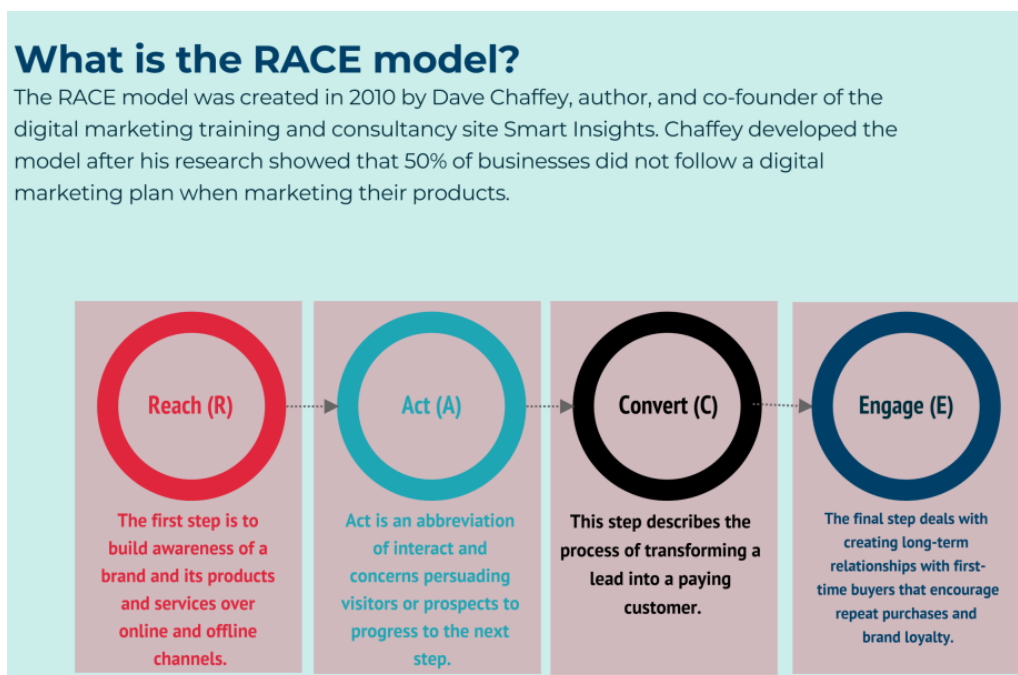 What is the RACE model?
The RACE model was created in 2010 by Dave Chaffey, author, and co-founder of the
digital marketing training and consultancy site Smart Insights. Chaffey developed the
model after his research showed that 50% of businesses did not follow a digital
marketing plan when marketing their products.
Reach (R)
The first step is to
build awareness of a
brand and its products
and services over
online and offline
channels.
Act (A)
Act is an abbreviation
of interact and
concerns persuading
visitors or prospects to
progress to the next
step.
Convert (C)
This step describes the
process of transforming a
lead into a paying
customer.
Engage (E)
The final step deals with
creating long-term
relationships with first-
time buyers that encourage
repeat purchases and
brand loyalty.